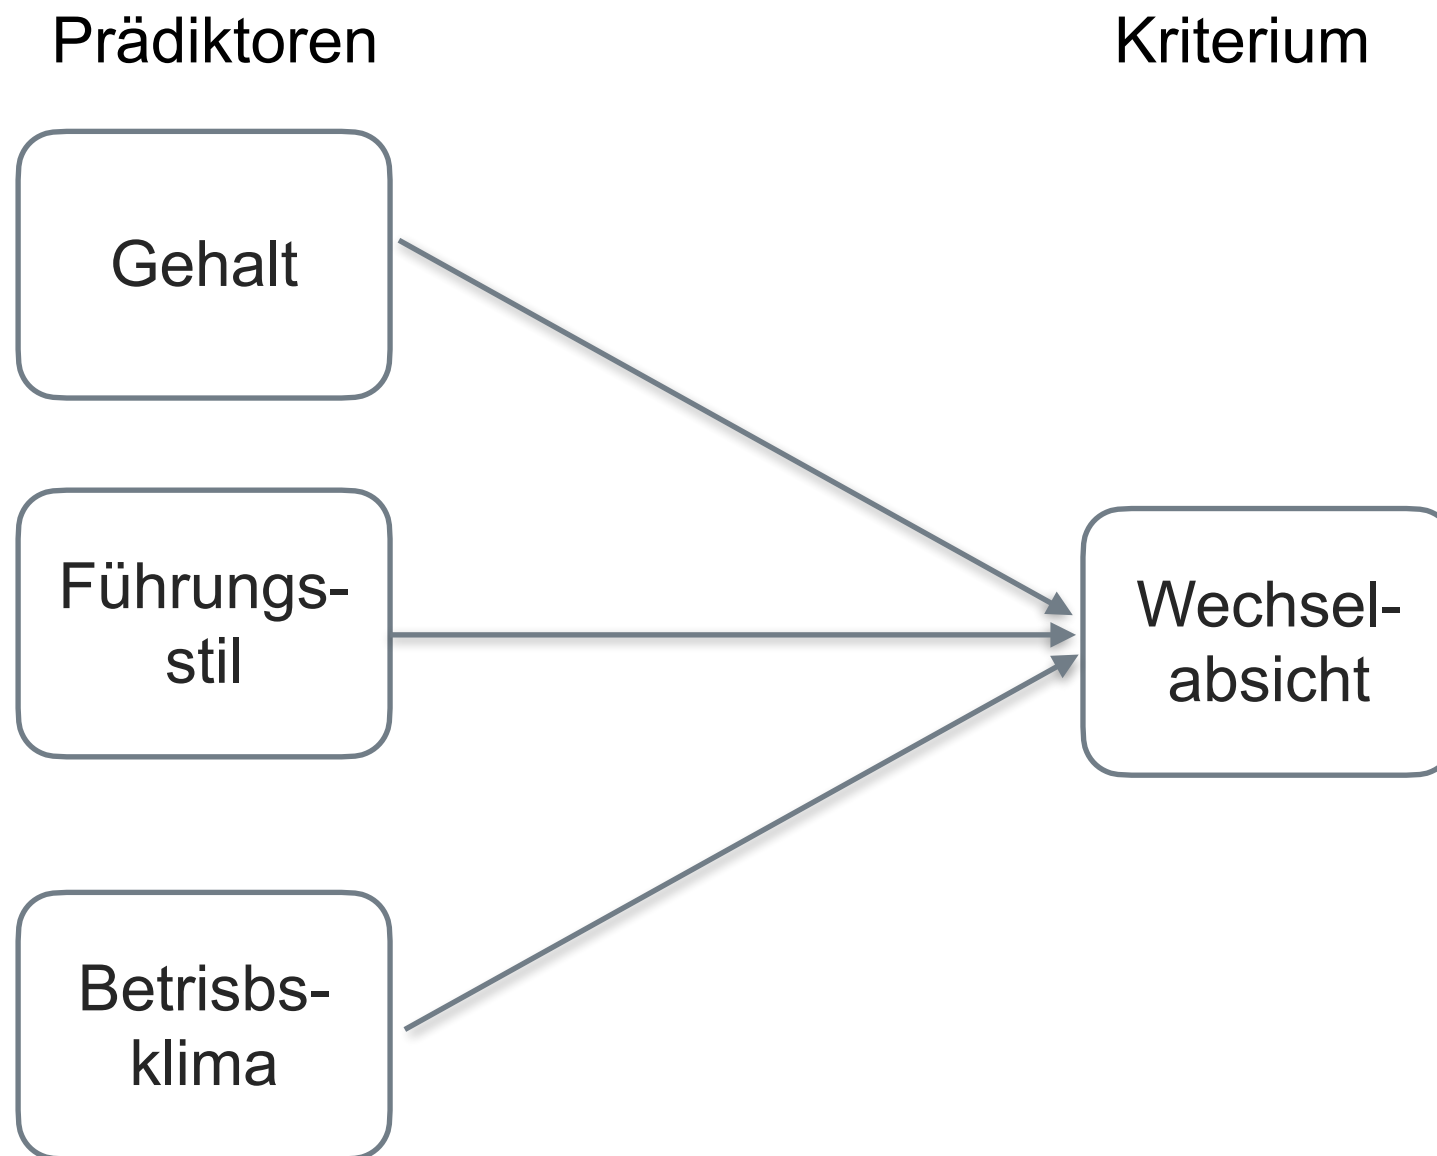 Prädiktoren
Kriterium
Gehalt
Führungs-
stil
Wechsel-
absicht
Betrisbs-
klima